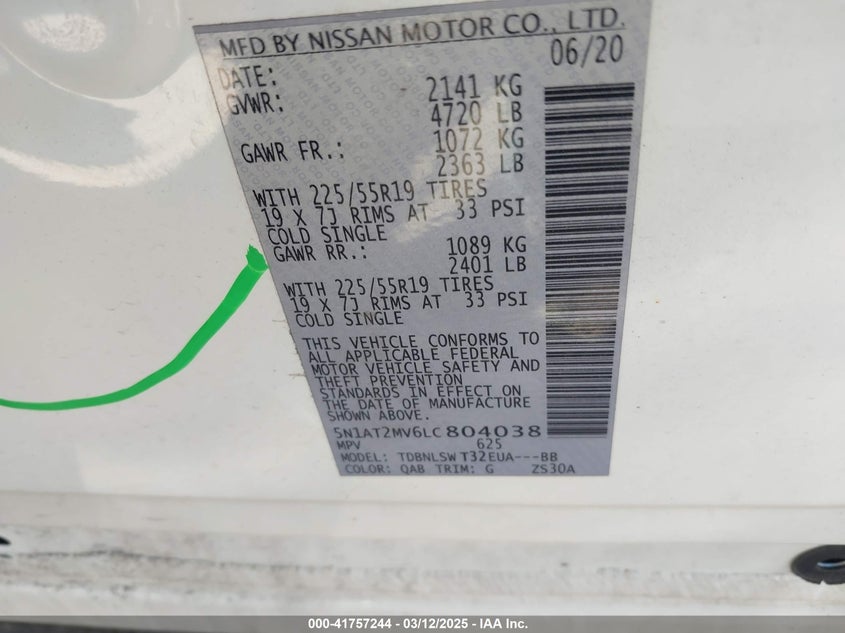 MFD BY NISSAN MOTOR CO., LTD.
DATE: 06/20
GVWR: 2141 KG
4720 LB
GAWR FR.: 1072 KG
2363 LB
WITH 225/55R19 TIRES
19 X 7J RIMS AT 33 PSI
COLD SINGLE
GAWR RR.: 1089 KG
2401 LB
WITH 225/55R19 TIRES
19 X 7J RIMS AT 33 PSI
COLD SINGLE
THIS VEHICLE CONFORMS TO
ALL APPLICABLE FEDERAL
MOTOR VEHICLE SAFETY AND
THEFT PREVENTION
STANDARDS IN EFFECT ON
THE DATE OF MANUFACTURE
SHOWN ABOVE.
5N1AT2MV6LC804038
MPV 625
MODEL: TDBNLSW T32EUA---BB
COLOR: QAB TRIM: G ZS30A
000-41757244 - 03/12/2025 - IAA Inc.